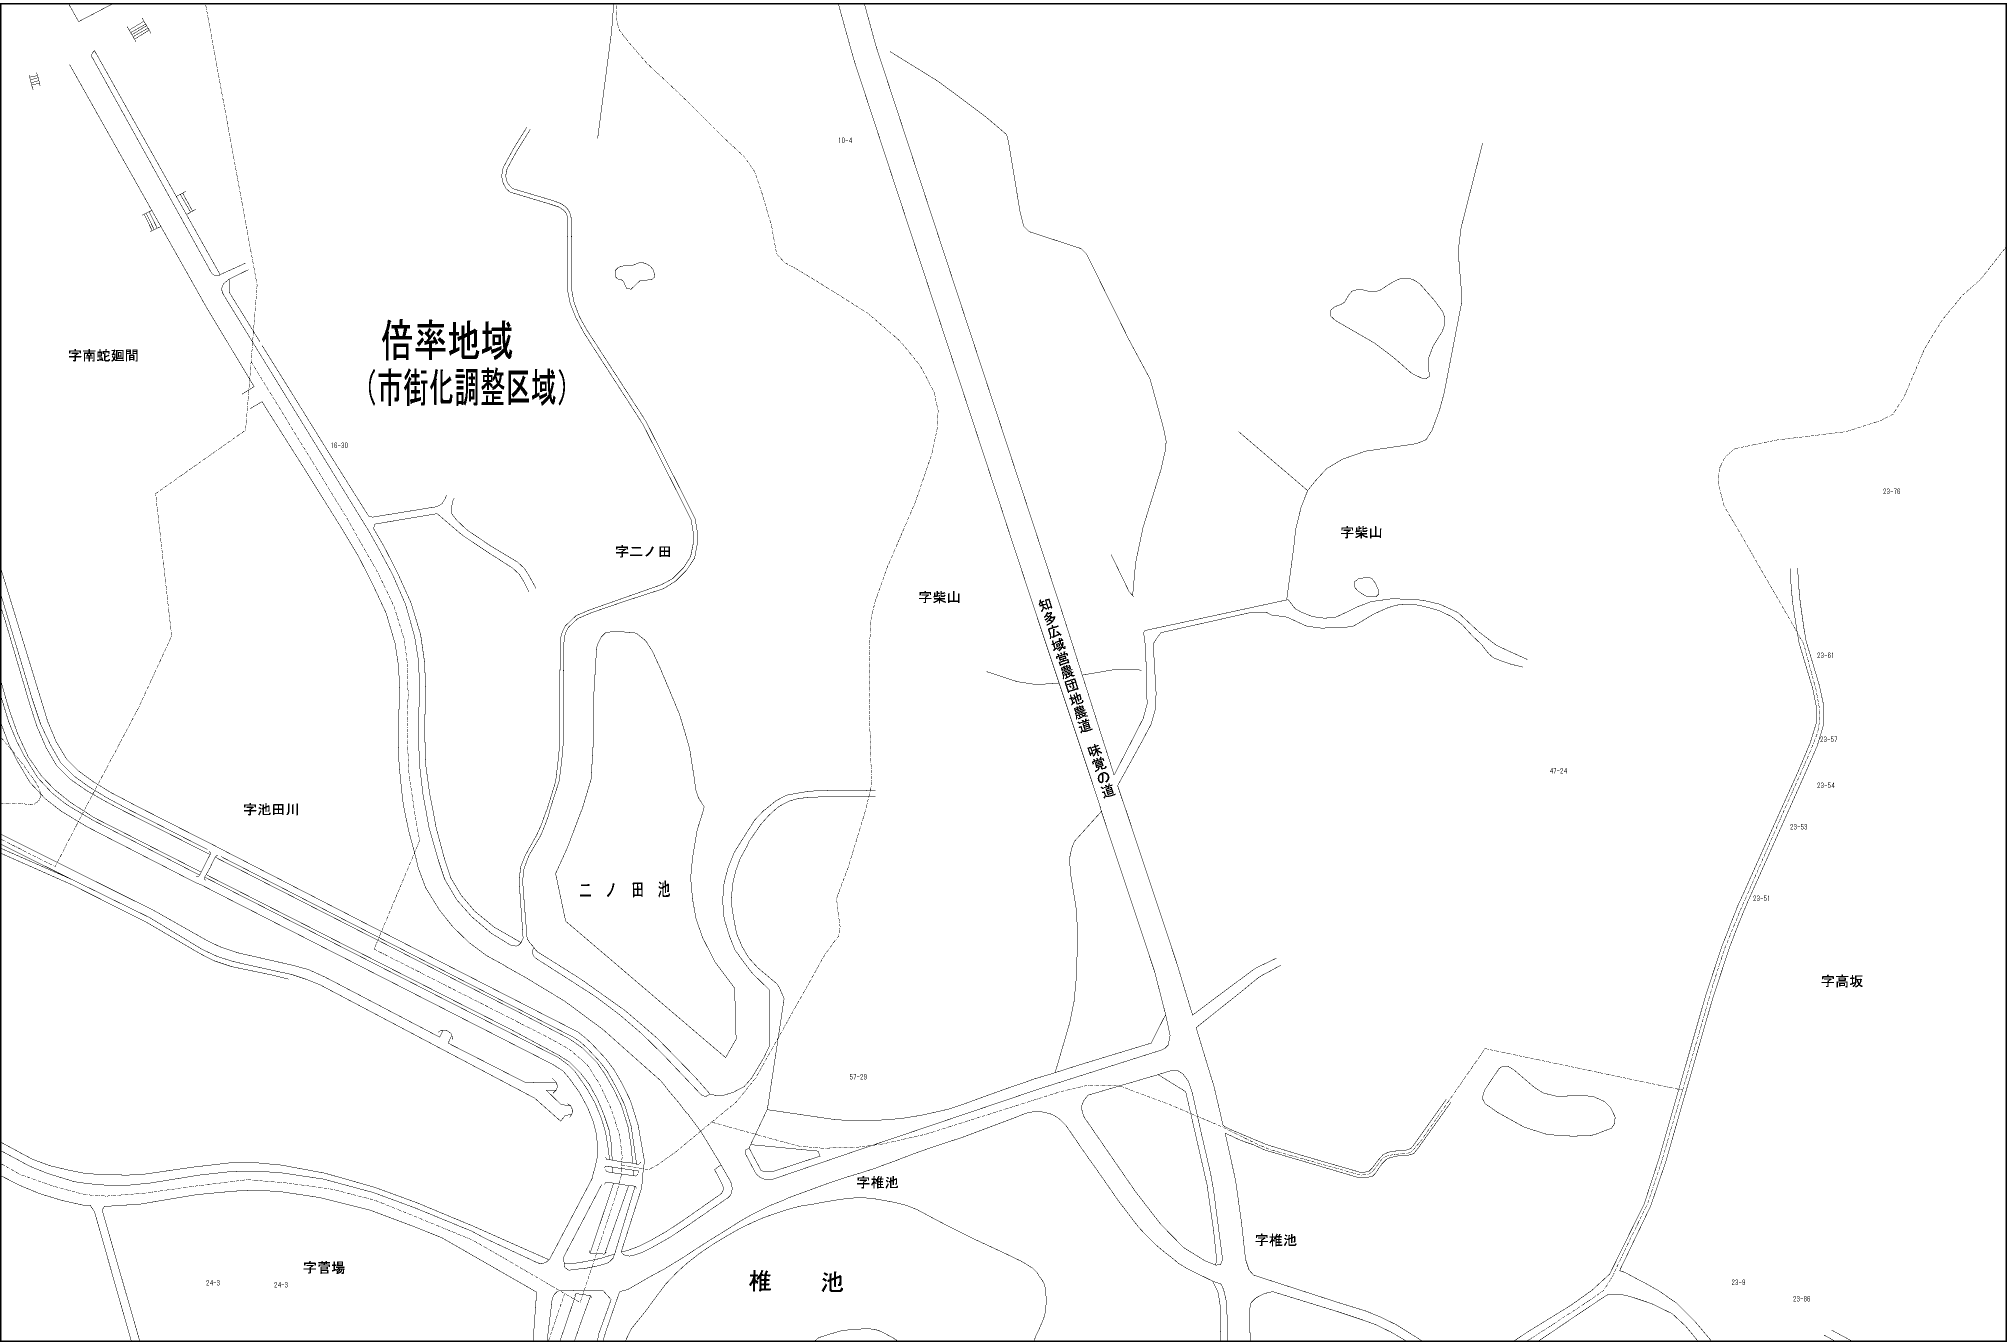 10-4
倍率地域
（市街化調整区域）
字南蛇廻間
16-30
23-76
字柴山
字二ノ田
字柴山
知多広域営農団地農道　味覚の道
23-61
23-57
47-24
23-54
字池田川
23-53
二ノ田池
23-51
字高坂
57-29
字椎池
字椎池
字菅場
24-3
24-3
椎　池
23-9
23-86